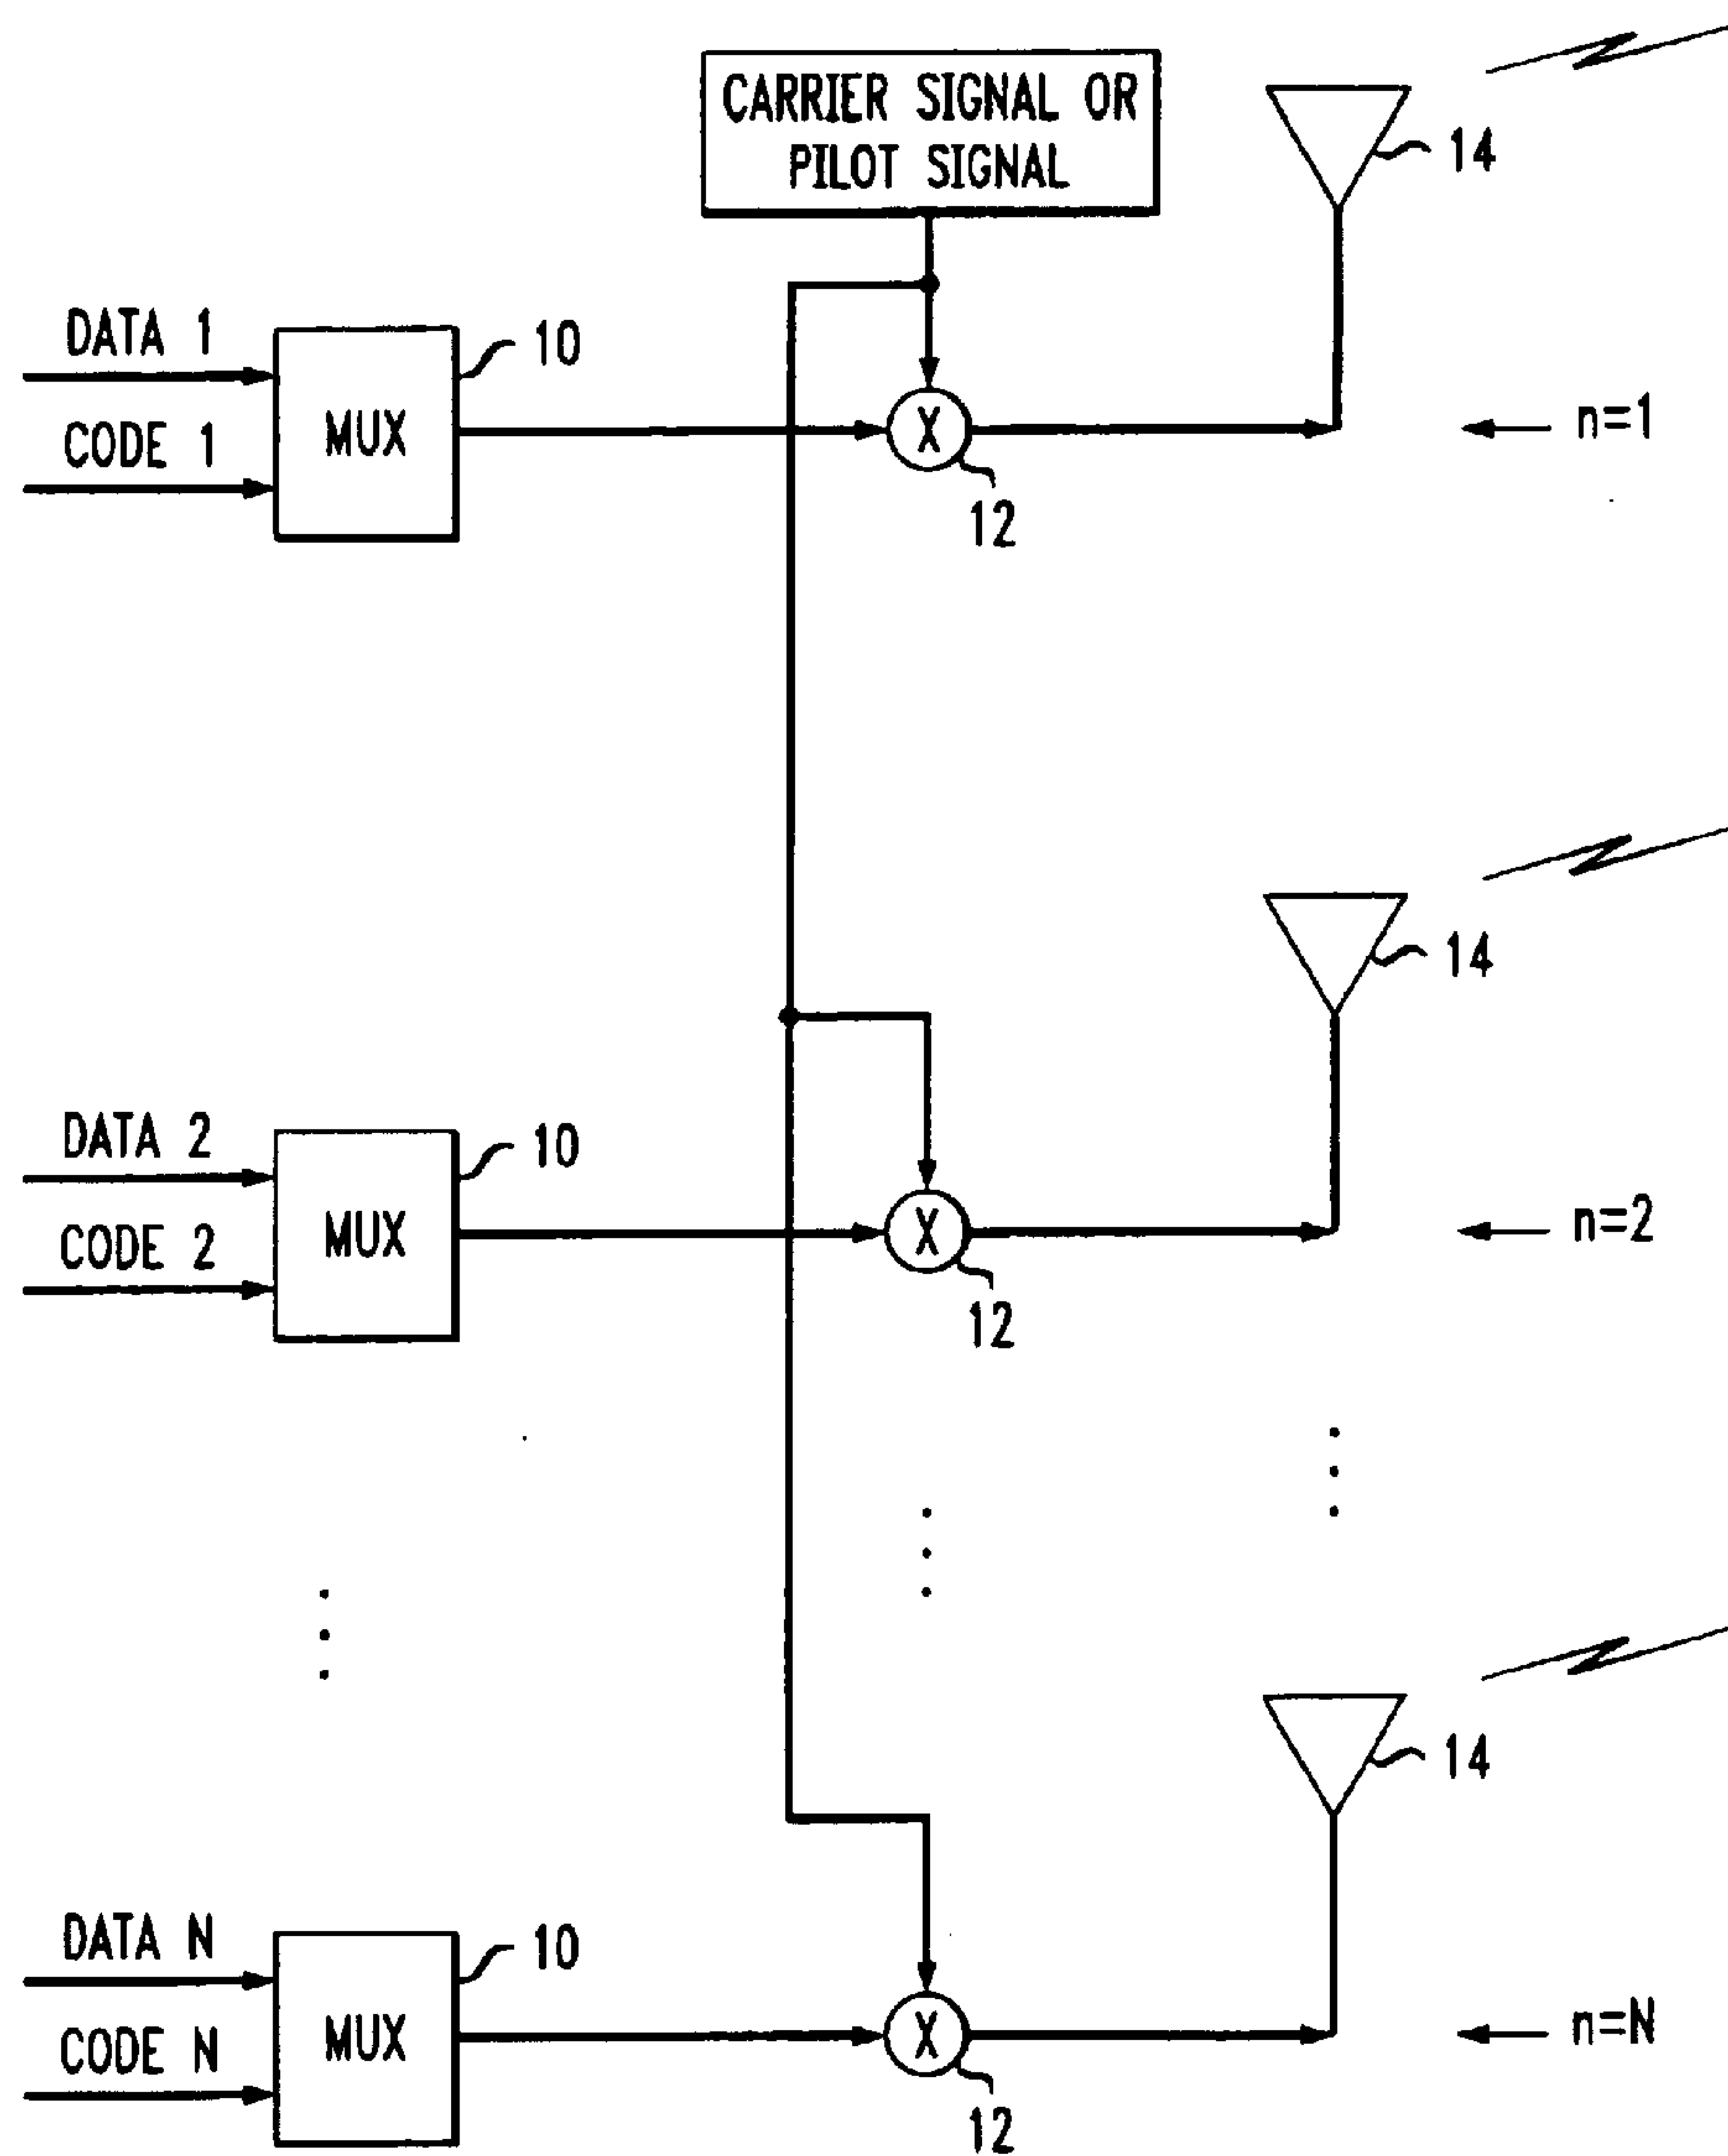 CARRIER SIGNAL OR
PILOT SIGNAL
14
DATA 1
10
CODE 1
MUX
X
n=1
12
14
DATA 2
10
CODE 2
MUX
X
n=2
12
14
DATA N
10
CODE N
MUX
X
n=N
12